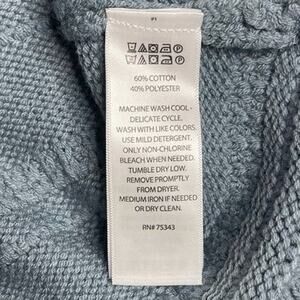 60% COTTON
40% POLYESTER
MACHINE WASH COOL -
DELICATE CYCLE.
WASH WITH LIKE COLORS.
USE MILD DETERGENT.
ONLY NON-CHLORINE
BLEACH WHEN NEEDED.
TUMBLE DRY LOW.
REMOVE PROMPTLY
FROM DRYER.
MEDIUM IRON IF NEEDED
OR DRY CLEAN.
RN# 75343